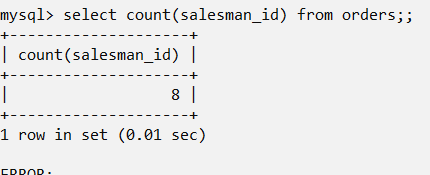 mysql> select count(salesman_id) from orders;;
+--------------------+
| count(salesman_id) |
+--------------------+
|                  8 |
+--------------------+
1 row in set (0.01 sec)
ERROR: